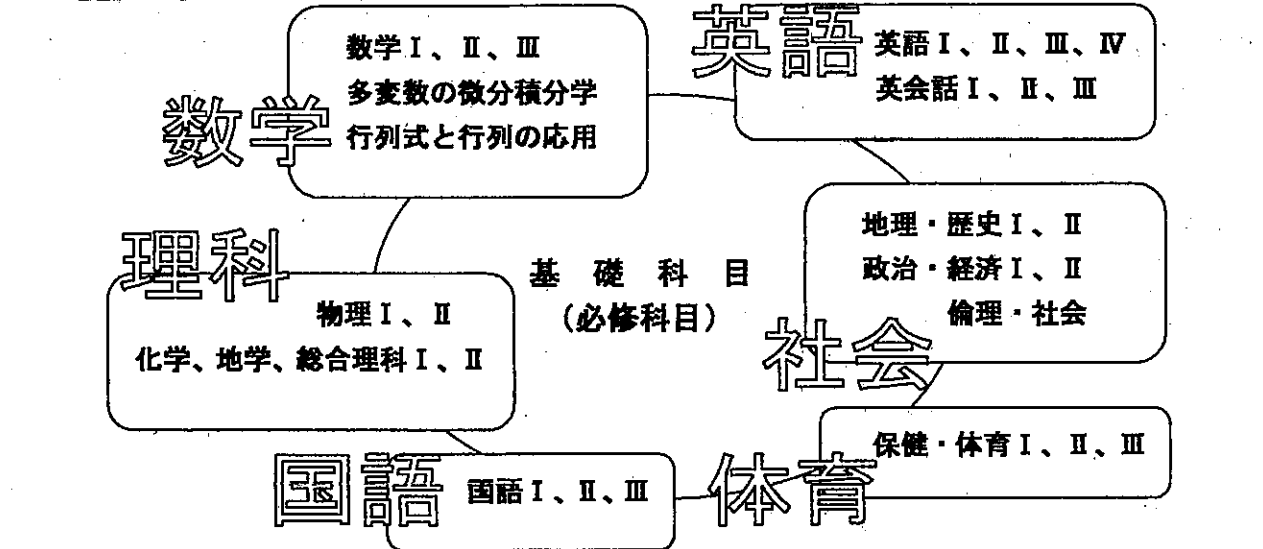 数学
数学Ⅰ、Ⅱ、Ⅲ
多変数の微分積分学
行列式と行列の応用
英語
英語Ⅰ、Ⅱ、Ⅲ、Ⅳ
英会話Ⅰ、Ⅱ、Ⅲ
理科
物理Ⅰ、Ⅱ
化学、地学、総合理科Ⅰ、Ⅱ
基礎科目
(必修科目)
地理・歴史Ⅰ、Ⅱ
政治・経済Ⅰ、Ⅱ
倫理・社会
社会
国語
国語Ⅰ、Ⅱ、Ⅲ
体育
保健・体育Ⅰ、Ⅱ、Ⅲ